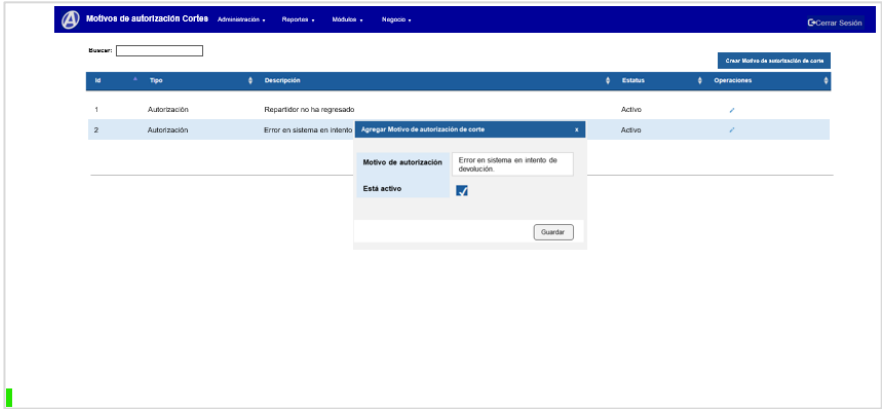 Motivos de autorización Cortes Administración Reportes Módulos Negocio Cerrar Sesión
Buscar:
Crear Motivo de autorización de corte
Id Tipo Descripción Estatus Operaciones
1 Autorización Repartidor no ha regresado Activo
2 Autorización Error en sistema en intento Activo
Agregar Motivo de autorización de corte x
Motivo de autorización
Error en sistema en intento de
devolución.
Está activo
Guardar